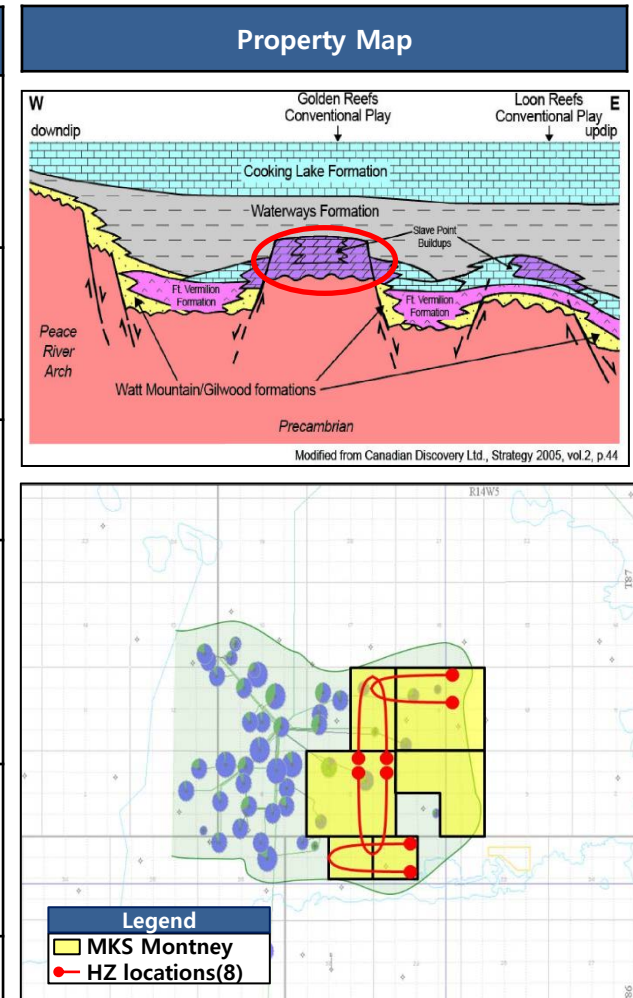 Property Map
W
Golden Reefs
Conventional Play
Loon Reefs
Conventional Play
E
downdip
updip
Cooking Lake Formation
Waterways Formation
Slave Point
Buildups
Ft. Vermilion
Formation
Ft. Vermilion
Formation
Peace
River
Arch
Watt Mountain/Gilwood formations
Precambrian
Modified from Canadian Discovery Ltd., Strategy 2005, vol.2, p.44
R14W5
T87
Legend
MKS Montney
HZ locations(8)